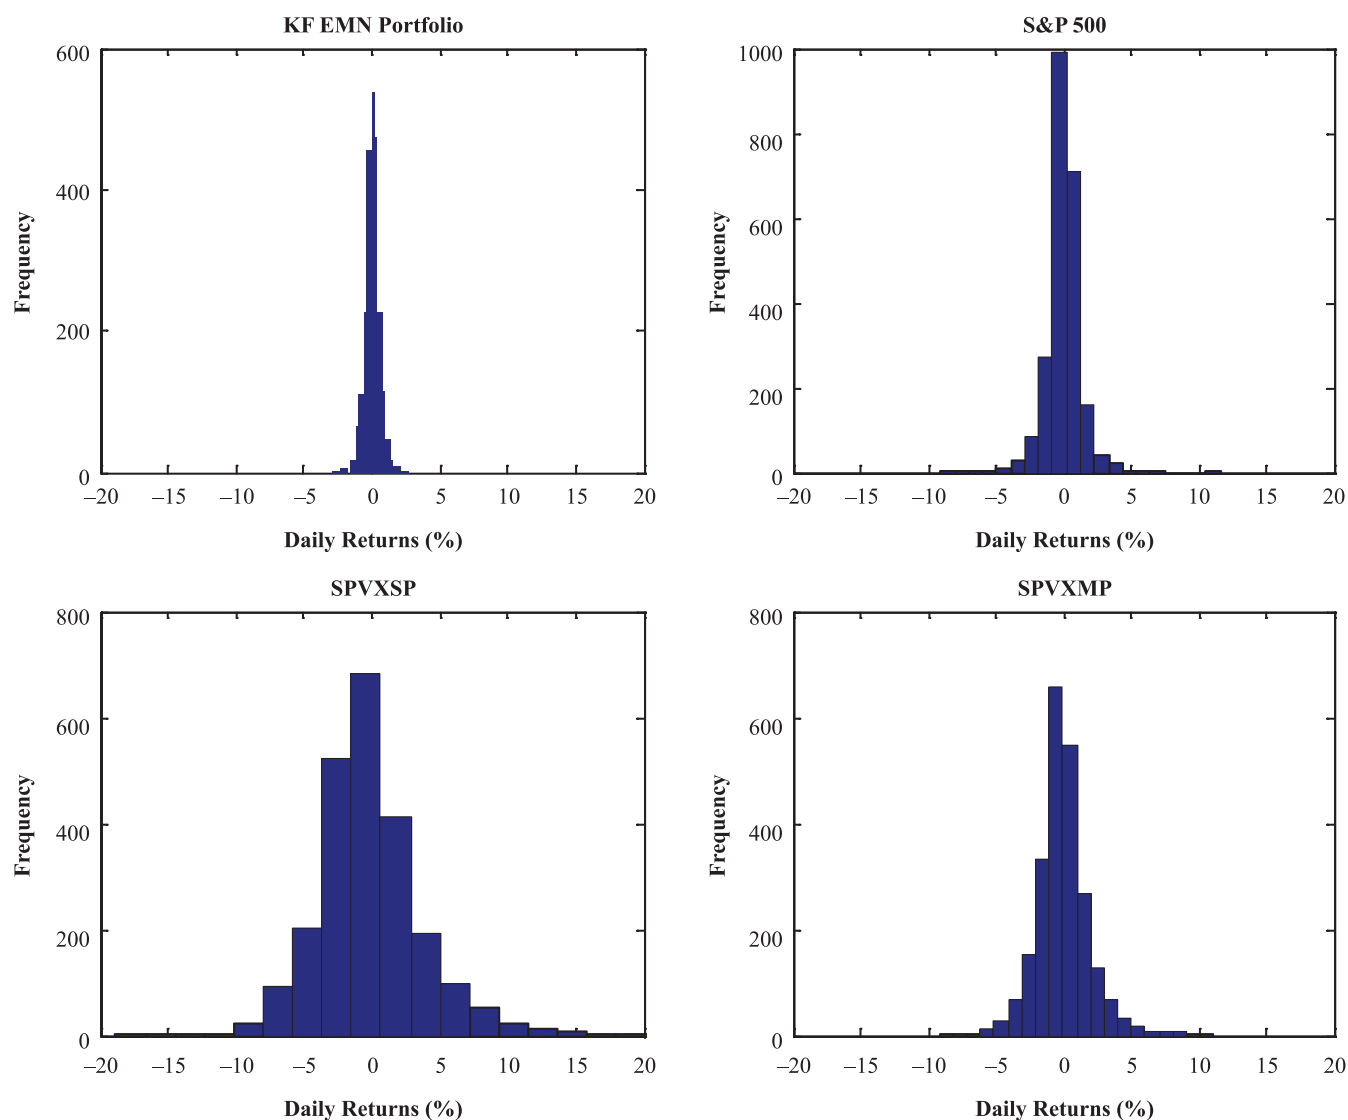 KF EMN Portfolio
600
400
200
0
Frequency
–20 –15 –10 –5 0 5 10 15 20
Daily Returns (%)
S&P 500
1000
800
600
400
200
0
Frequency
–20 –15 –10 –5 0 5 10 15 20
Daily Returns (%)
SPVXSP
800
600
400
200
0
Frequency
–20 –15 –10 –5 0 5 10 15 20
Daily Returns (%)
SPVXMP
800
600
400
200
0
Frequency
–20 –15 –10 –5 0 5 10 15 20
Daily Returns (%)